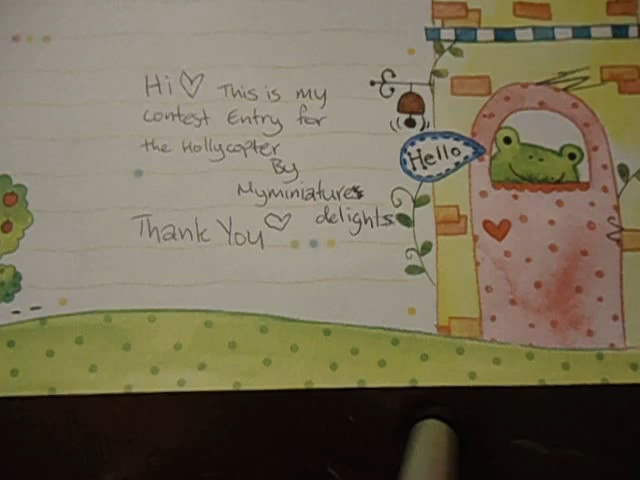 Hi ♡ This is my
contest Entry for
the Hollycopter
By
Myminiatures
delights
Thank You ♡
Hello